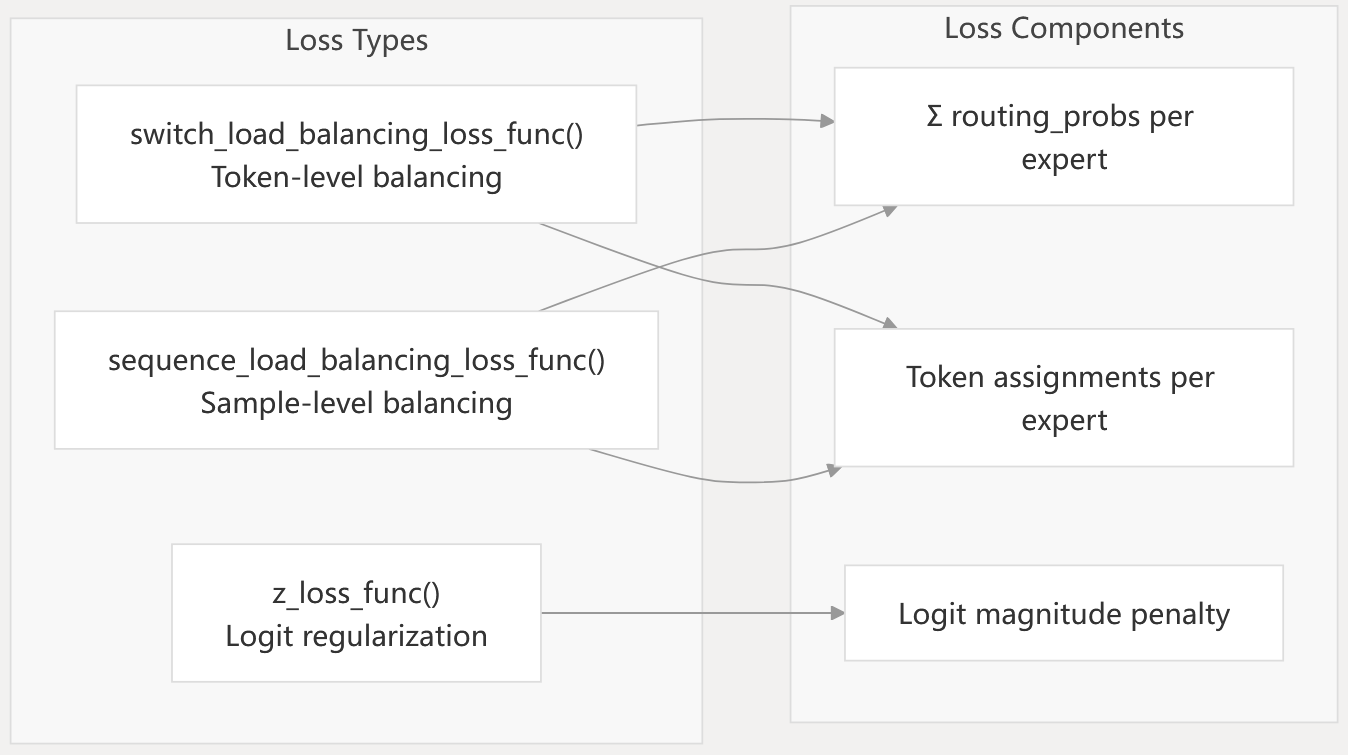 Loss Types
switch_load_balancing_loss_func()
Token-level balancing
sequence_load_balancing_loss_func()
Sample-level balancing
z_loss_func()
Logit regularization
Loss Components
Σ routing_probs per
expert
Token assignments per
expert
Logit magnitude penalty